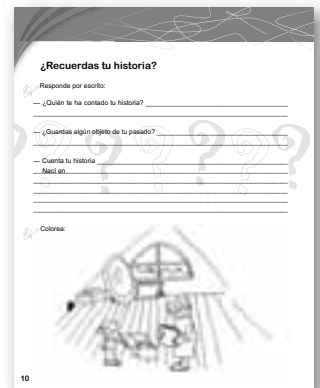 ¿Recuerdas tu historia?
Responde por escrito:
— ¿Quién te ha contado tu historia?
— ¿Guardas algún objeto de tu pasado?
— Cuenta tu historia
Nací en
Colorea:
10